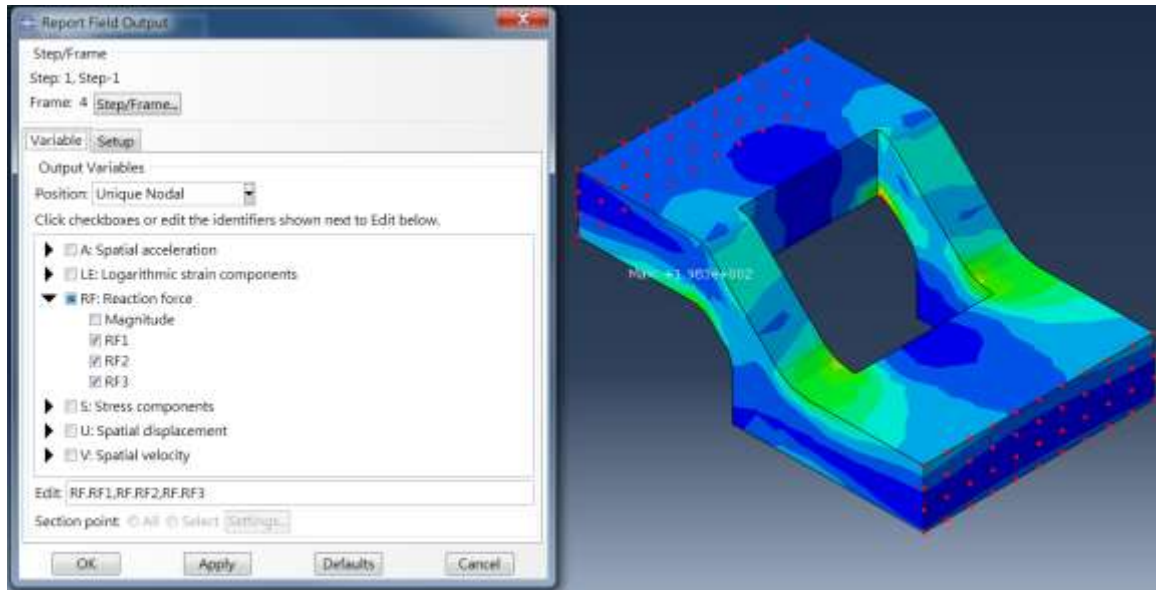 Report Field Output
Step/Frame
Step: 1, Step-1
Frame: 4 Step/Frame...
Variable Setup
Output Variables
Position: Unique Nodal
Click checkboxes or edit the identifiers shown next to Edit below.
A: Spatial acceleration
LE: Logarithmic strain components
RF: Reaction force
Magnitude
RF1
RF2
RF3
S: Stress components
U: Spatial displacement
V: Spatial velocity
Edit: RF.RF1,RF.RF2,RF.RF3
Section point: All Select Settings...
OK Apply Defaults Cancel
Max: